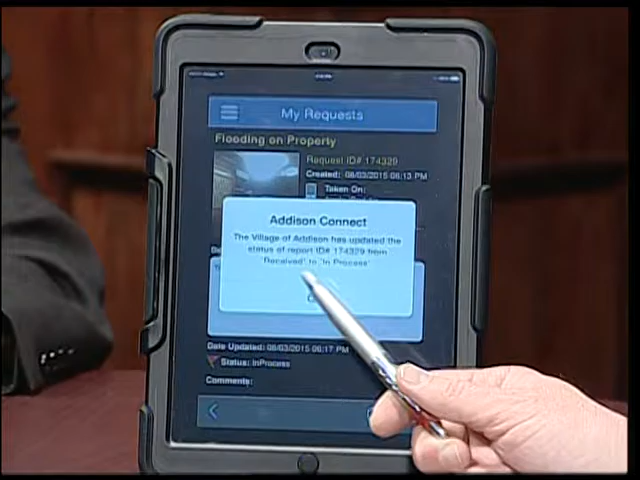 My Requests
Flooding on Property
Request ID# 174329
Created: 08/03/2015 06:13 PM
Taken On:
Addison Connect
The Village of Addison has updated the
status of report ID# 174329 from
"Received" to "In Process"
Date Updated: 08/03/2015 06:17 PM
Status: InProcess
Comments: